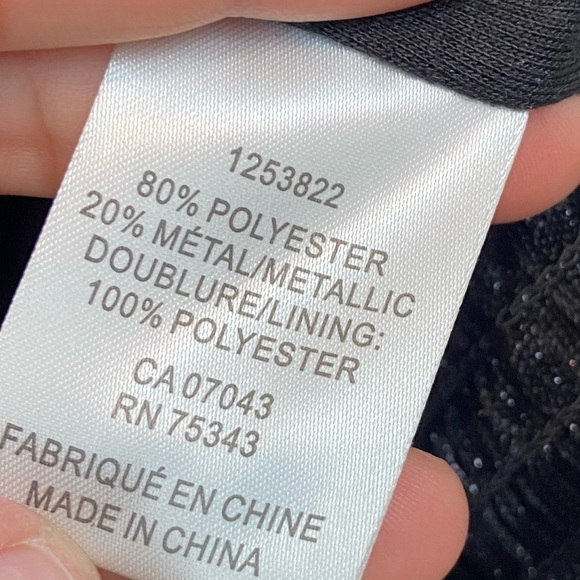 1253822
80% POLYESTER
20% MÉTAL/METALLIC
DOUBLURE/LINING:
100% POLYESTER
CA 07043
RN 75343
FABRIQUÉ EN CHINE
MADE IN CHINA